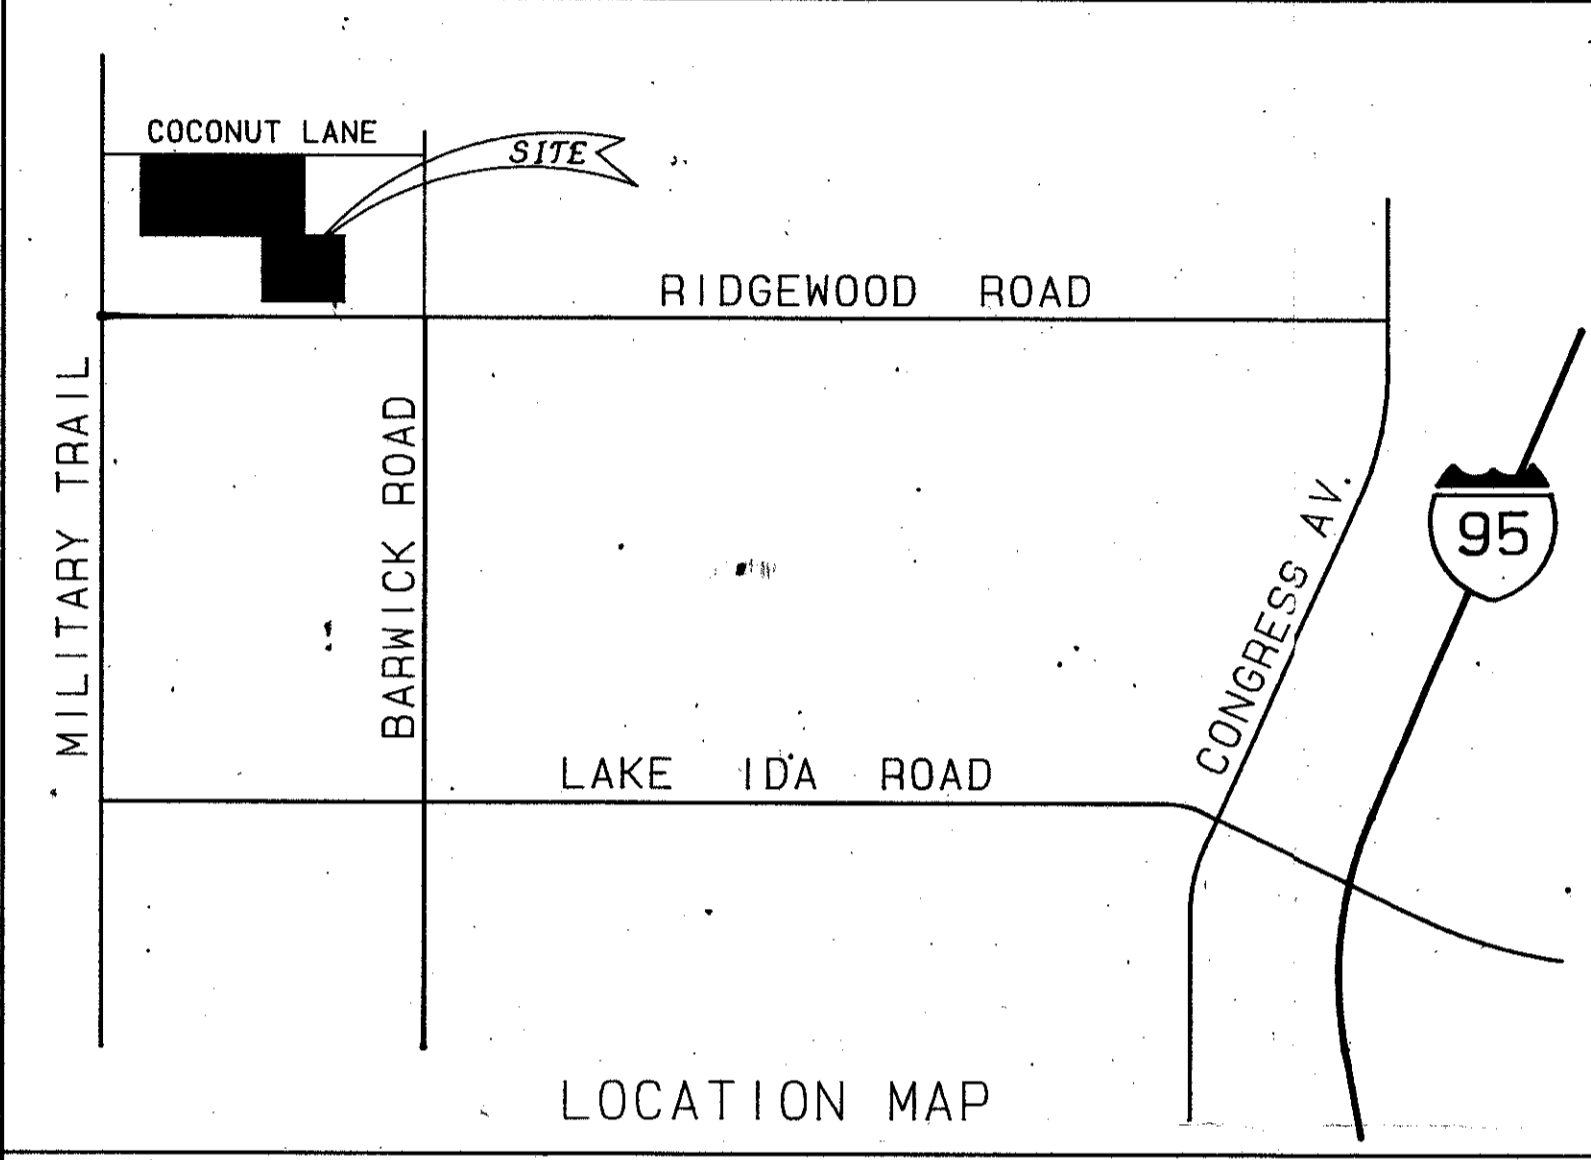 COCONUT LANE
SITE
RIDGEWOOD ROAD
MILITARY TRAIL
BARWICK ROAD
CONGRESS AV.
95
LAKE IDA ROAD
LOCATION MAP